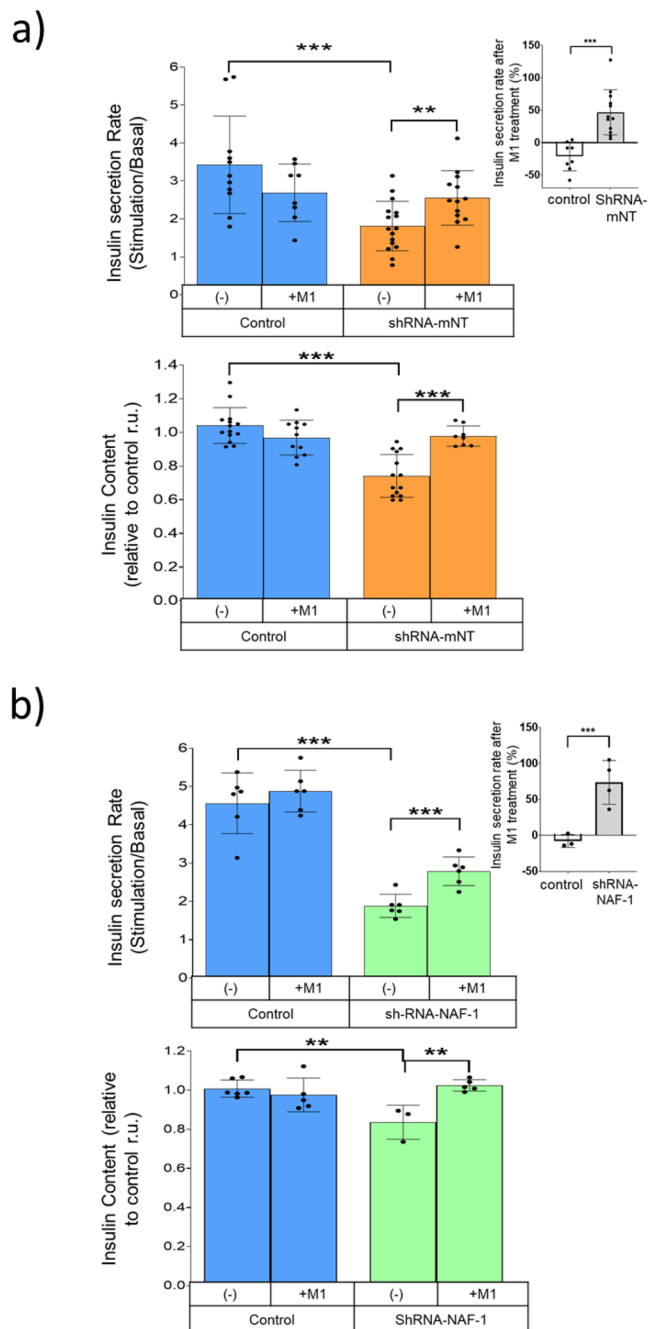 a)
Insulin secretion Rate
(Stimulation/Basal)
6
5
4
3
2
1
0
***
**
(-)
+M1
(-)
+M1
Control
shRNA-mNT
Insulin secretion rate after
M1 treatment (%)
150
100
50
0
-50
-100
***
control
ShRNA-
mNT
Insulin Content
(relative to control r.u.)
1.4
1.2
1.0
0.8
0.6
0.4
0.2
0.0
***
***
(-)
+M1
(-)
+M1
Control
shRNA-mNT
b)
Insulin secretion Rate
(Stimulation/Basal)
6
5
4
3
2
1
0
***
***
(-)
+M1
(-)
+M1
Control
sh-RNA-NAF-1
Insulin secretion rate after
M1 treatment (%)
150
100
50
0
-50
***
control
shRNA-
NAF-1
Insulin Content (relative
to control r.u.)
1.2
1.0
0.8
0.6
0.4
0.2
0.0
**
**
(-)
+M1
(-)
+M1
Control
ShRNA-NAF-1